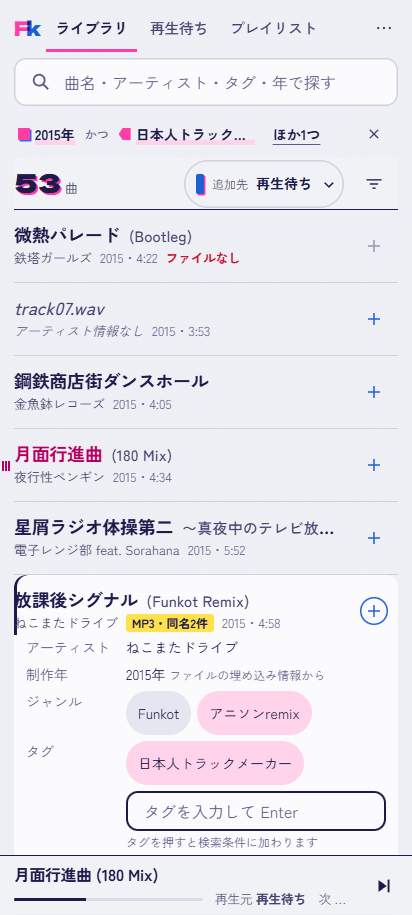 Fk ライブラリ 再生待ち プレイリスト …
曲名・アーティスト・タグ・年で探す
2015年 かつ 日本人トラック… ほか1つ ×
53 曲 追加先 再生待ち
微熱パレード (Bootleg)
鉄塔ガールズ 2015・4:22 ファイルなし
track07.wav
アーティスト情報なし 2015・3:53
鋼鉄商店街ダンスホール
金魚鉢レコーズ 2015・4:05
月面行進曲 (180 Mix)
夜行性ペンギン 2015・4:34
星屑ラジオ体操第二 〜真夜中のテレビ放…
電子レンジ部 feat. Sorahana 2015・5:52
放課後シグナル (Funkot Remix)
ねこまたドライブ MP3・同名2件 2015・4:58
アーティスト ねこまたドライブ
制作年 2015年 ファイルの埋め込み情報から
ジャンル Funkot アニソンremix
タグ 日本人トラックメーカー
タグを入力して Enter
タグを押すと検索条件に加わります
月面行進曲 (180 Mix)
再生元 再生待ち 次 …